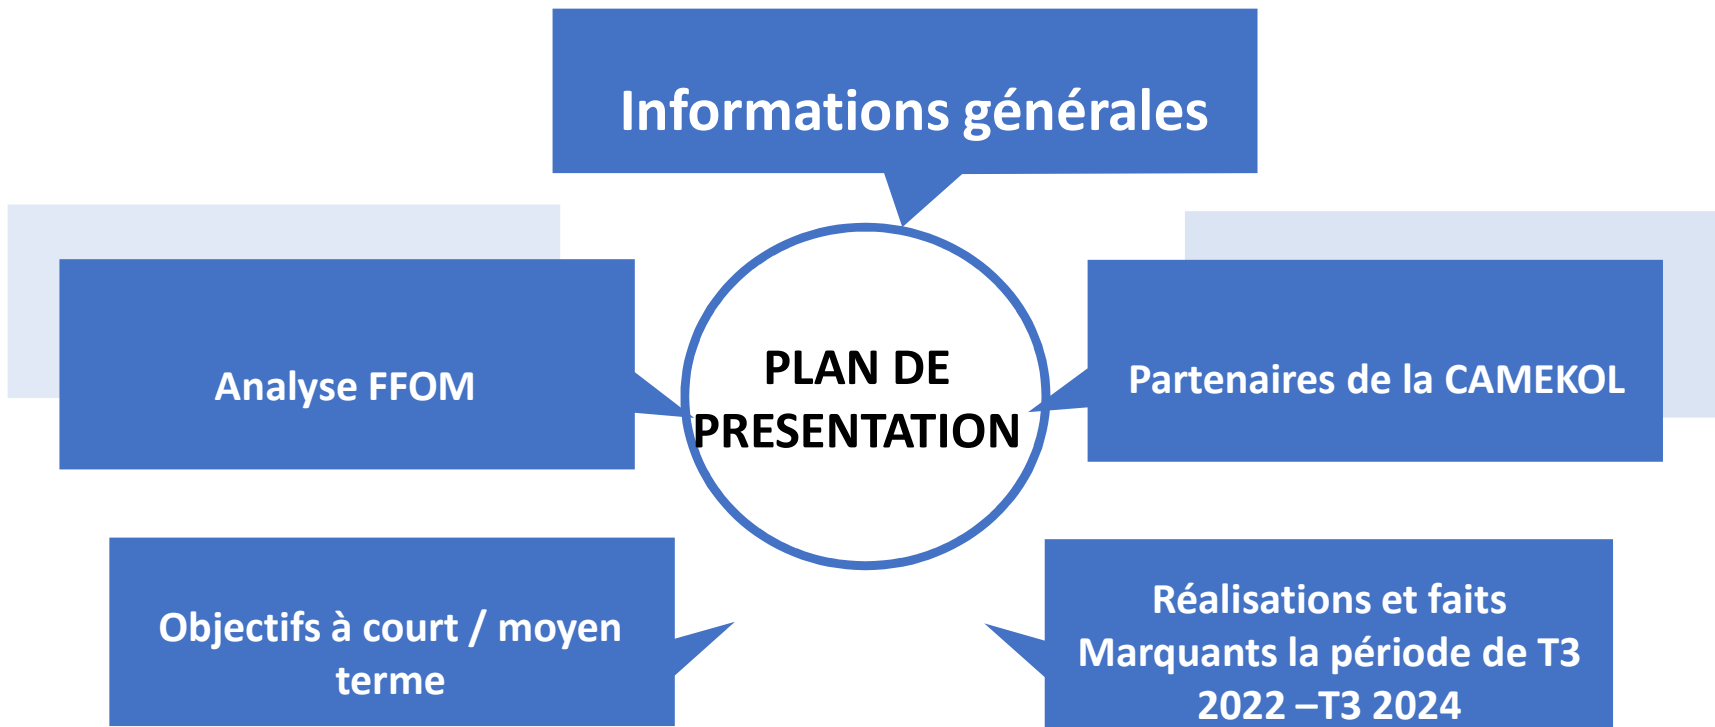 Informations générales
Analyse FFOM
PLAN DE
PRESENTATION
Partenaires de la CAMEKOL
Objectifs à court / moyen
terme
Réalisations et faits
Marquants la période de T3
2022 –T3 2024